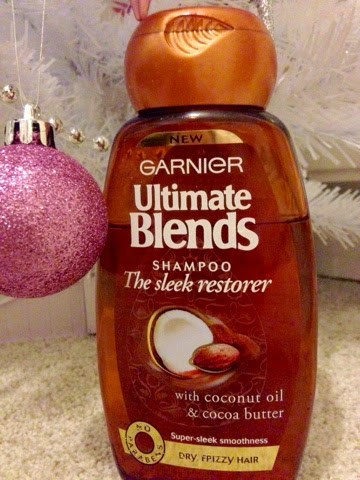 NEW
GARNIER
Ultimate
Blends
SHAMPOO
The sleek restorer
with coconut oil
& cocoa butter
NO PARABENS
Super-sleek smoothness
DRY, FRIZZY HAIR